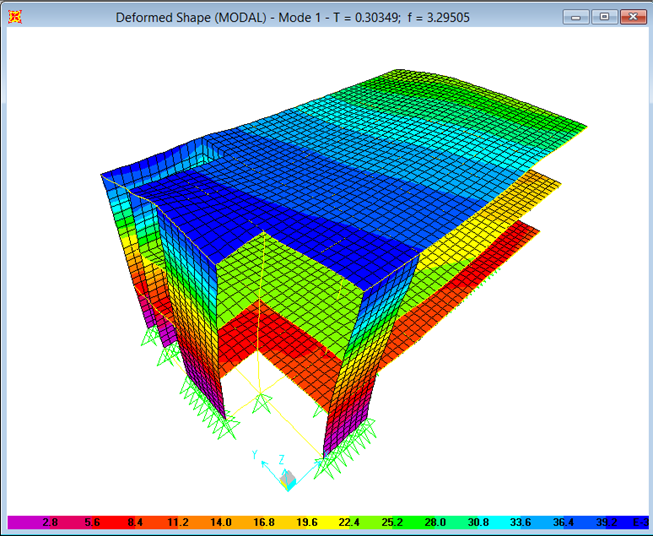 Deformed Shape (MODAL) - Mode 1 - T = 0.30349; f = 3.29505
Y
Z
2.8 5.6 8.4 11.2 14.0 16.8 19.6 22.4 25.2 28.0 30.8 33.6 36.4 39.2